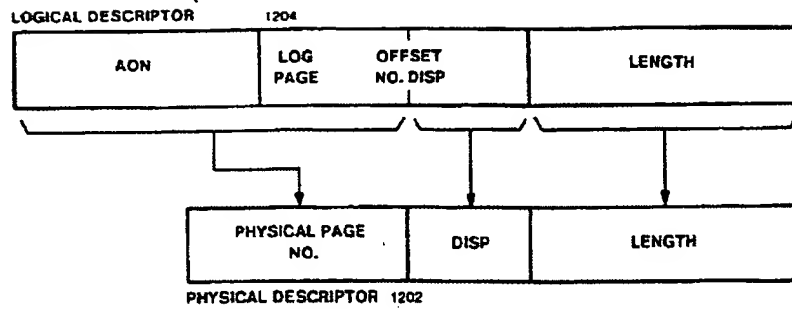 LOGICAL DESCRIPTOR 1204
AON
LOG OFFSET
PAGE NO. DISP
LENGTH
PHYSICAL PAGE
NO.
DISP
LENGTH
PHYSICAL DESCRIPTOR 1202